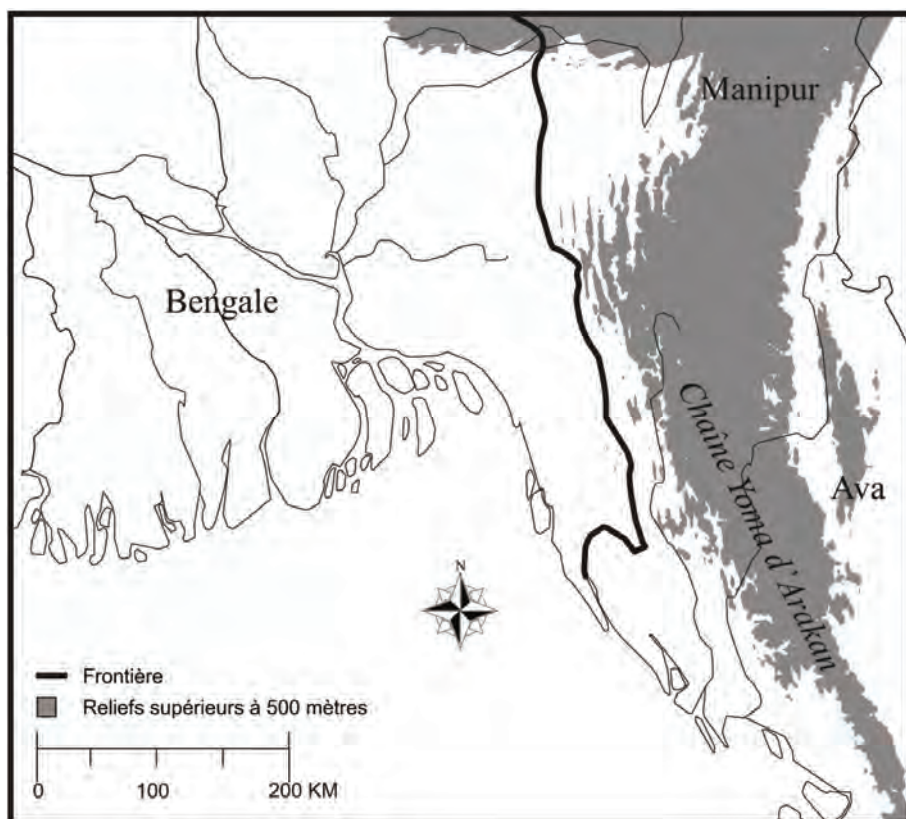 Manipur
Bengale
Chaîne Yoma d'Arakan
Ava
N
Frontière
Reliefs supérieurs à 500 mètres
0 100 200 KM